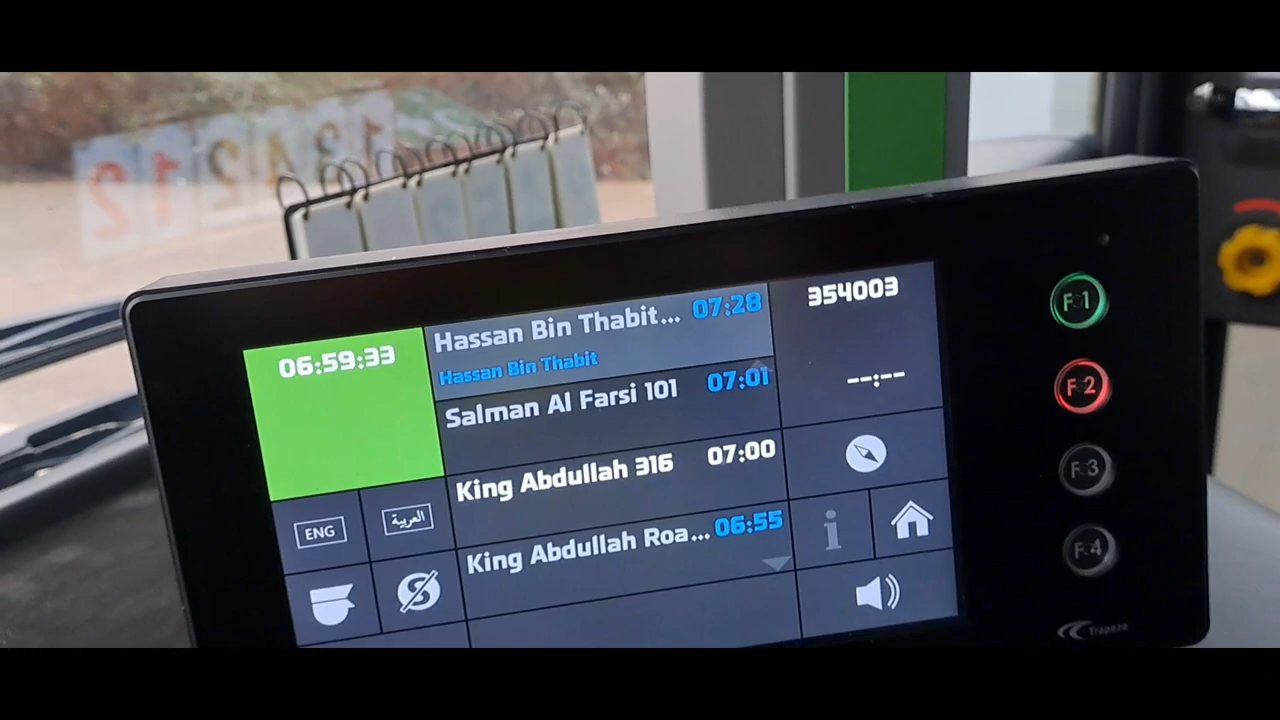 06:59:33
Hassan Bin Thabit... 07:28
Hassan Bin Thabit
Salman Al Farsi 101 07:01
King Abdullah 316 07:00
King Abdullah Roa... 06:55
354003
--:--
ENG
العربية
i
F1
F2
F3
F4
Trapeze